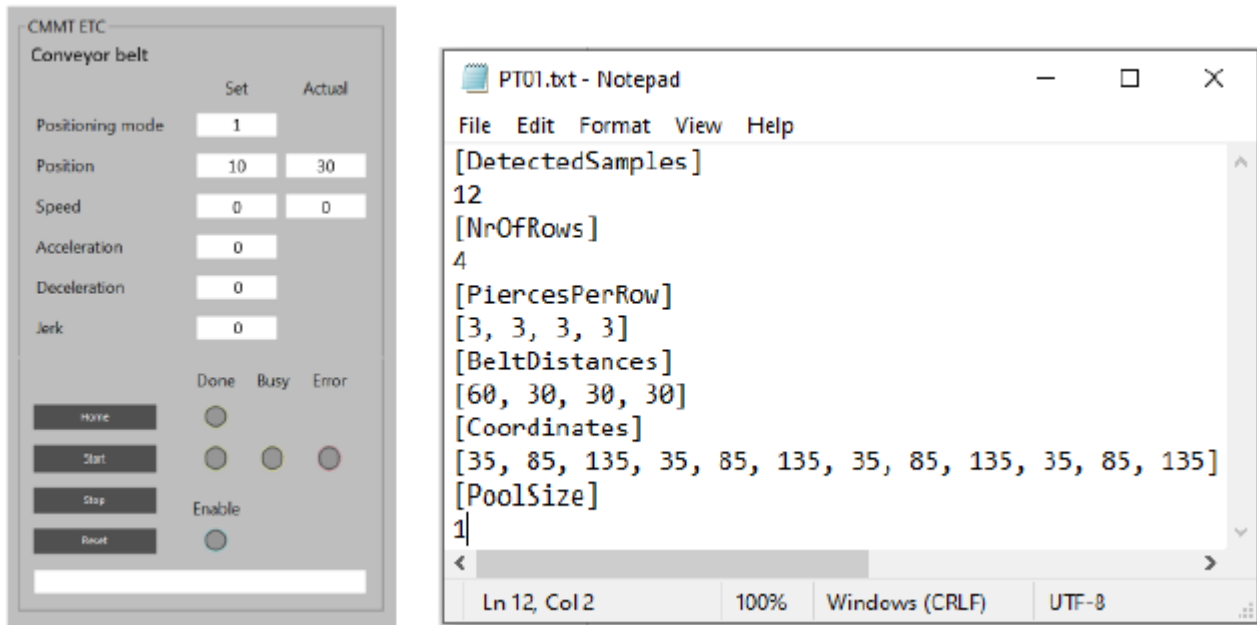 CMMT ETC
Conveyor belt
Set Actual
Positioning mode 1
Position 10 30
Speed 0 0
Acceleration 0
Deceleration 0
Jerk 0
Done Busy Error
Home
Start
Stop
Enable
Reset
PT01.txt - Notepad
File Edit Format View Help
[DetectedSamples]
12
[NrOfRows]
4
[PiercesPerRow]
[3, 3, 3, 3]
[BeltDistances]
[60, 30, 30, 30]
[Coordinates]
[35, 85, 135, 35, 85, 135, 35, 85, 135, 35, 85, 135]
[PoolSize]
1
Ln 12, Col 2 100% Windows (CRLF) UTF-8